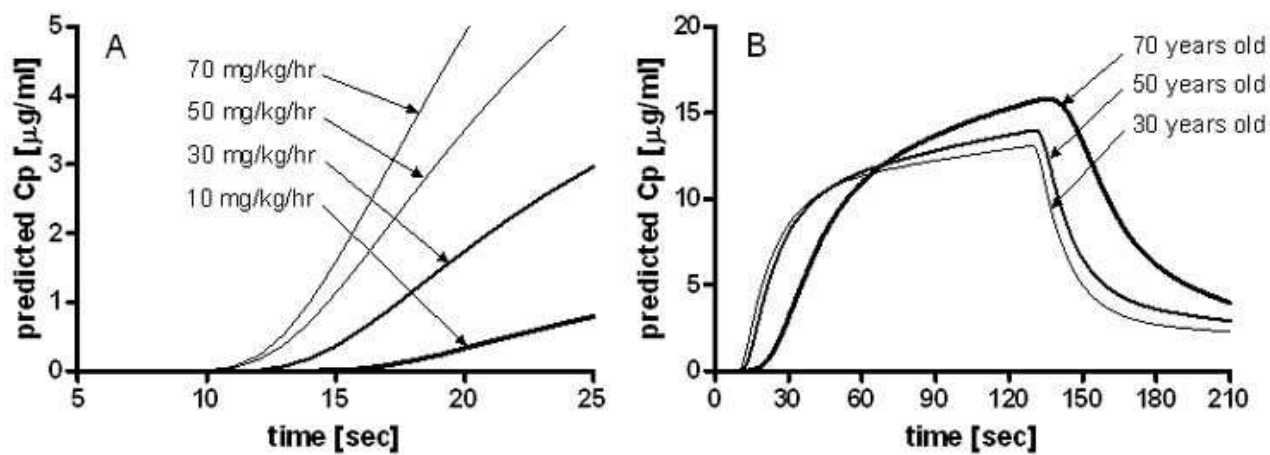 A
predicted Cp [µg/ml]
5
4
3
2
1
0
70 mg/kg/hr
50 mg/kg/hr
30 mg/kg/hr
10 mg/kg/hr
5
10
15
20
25
time [sec]
B
predicted Cp [µg/ml]
20
15
10
5
0
70 years old
50 years old
30 years old
0
30
60
90
120
150
180
210
time [sec]